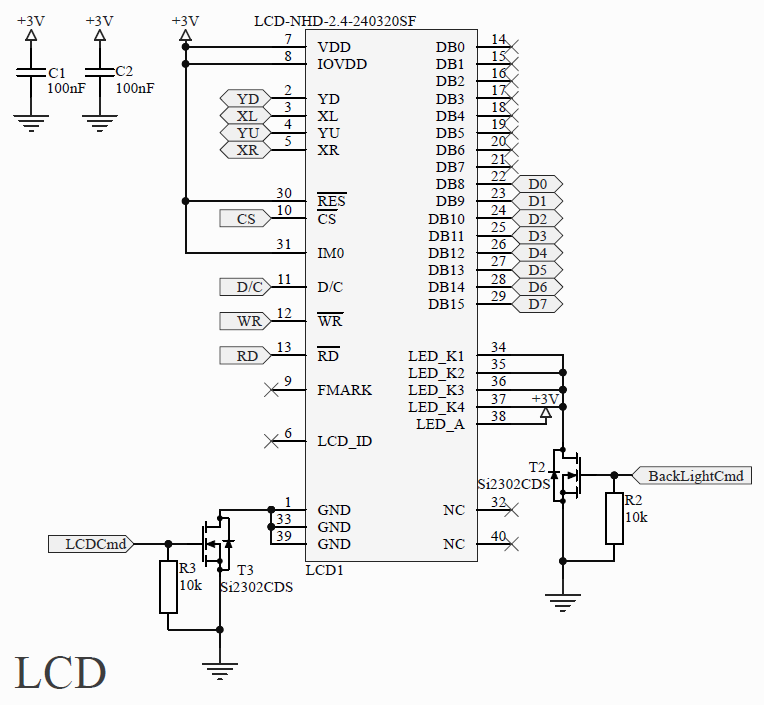 +3V +3V +3V
LCD-NHD-2.4-240320SF
C1
100nF
C2
100nF
7 VDD
8 IOVDD
YD 2 YD
XL 3 XL
YU 4 YU
XR 5 XR
30 RES
CS 10 CS
31 IM0
D/C 11 D/C
WR 12 WR
RD 13 RD
9 FMARK
6 LCD_ID
1 GND
33 GND
39 GND
DB0 14
DB1 15
DB2 16
DB3 17
DB4 18
DB5 19
DB6 20
DB7 21
DB8 22 D0
DB9 23 D1
DB10 24 D2
DB11 25 D3
DB12 26 D4
DB13 27 D5
DB14 28 D6
DB15 29 D7
LED_K1 34
LED_K2 35
LED_K3 36
LED_K4 37
LED_A 38
+3V
NC 32
NC 40
T2
Si2302CDS
BackLightCmd
R2
10k
LCDCmd
R3
10k
T3
Si2302CDS
LCD1
LCD